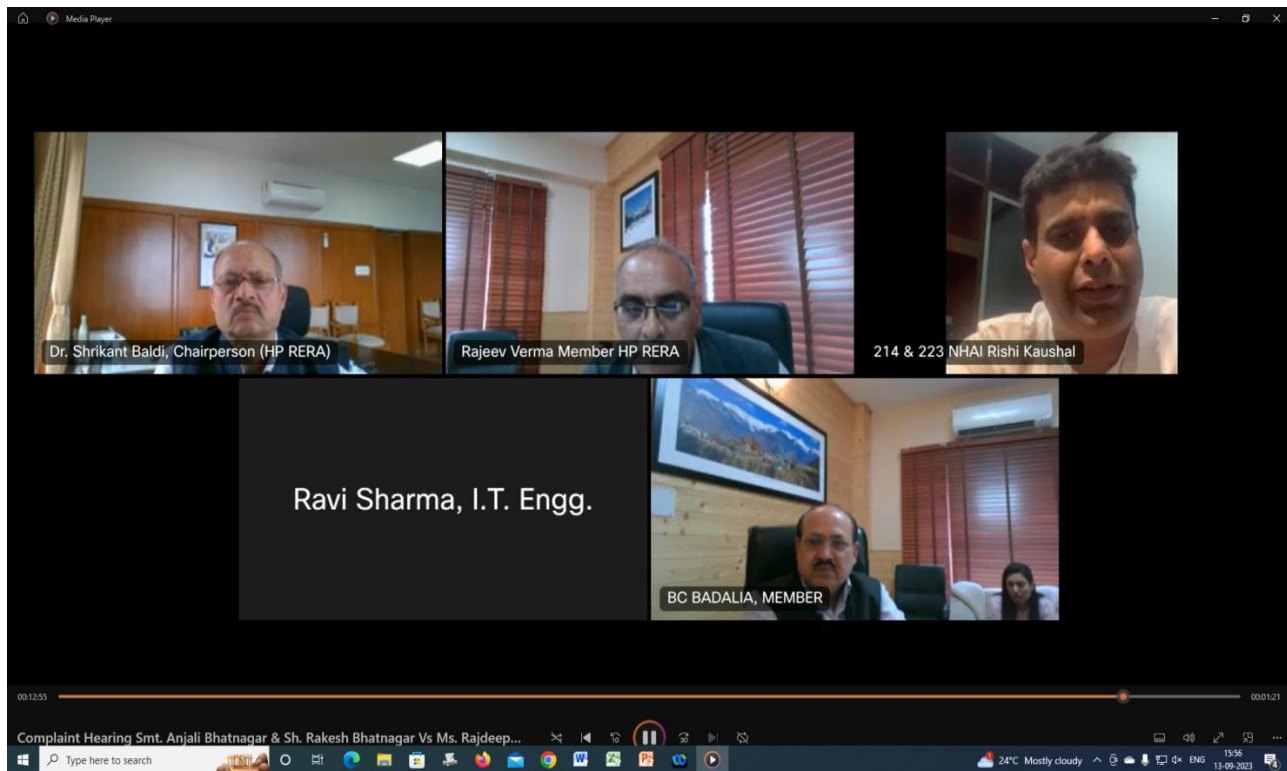 Media Player
Dr. Shrikant Baldi, Chairperson (HP RERA)
Rajeev Verma Member HP RERA
214 & 223 NHAI Rishi Kaushal
Ravi Sharma, I.T. Engg.
BC BADALIA, MEMBER
00:12:55
00:01:21
Complaint Hearing Smt. Anjali Bhatnagar & Sh. Rakesh Bhatnagar Vs Ms. Rajdeep...
10
30
Type here to search
24°C Mostly cloudy
ENG
15:56
13-09-2023